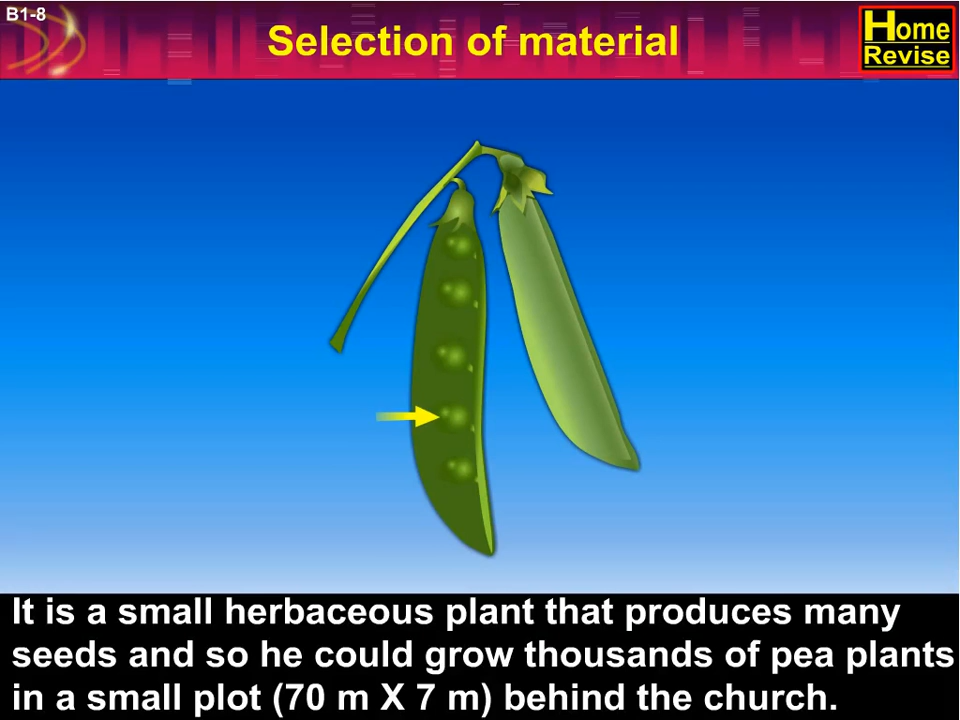 B1-8
Selection of material
Home
Revise
It is a small herbaceous plant that produces many
seeds and so he could grow thousands of pea plants
in a small plot (70 m X 7 m) behind the church.